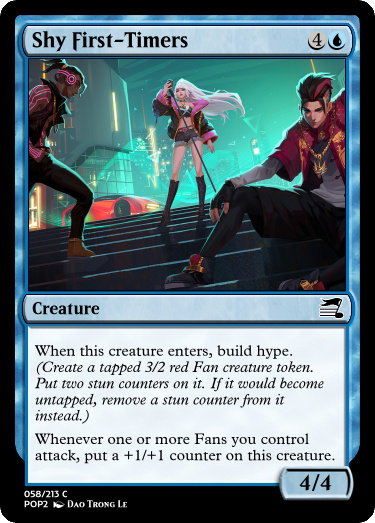 Shy First-Timers 4
Creature
When this creature enters, build hype.
(Create a tapped 3/2 red Fan creature token.
Put two stun counters on it. If it would become
untapped, remove a stun counter from it
instead.)
Whenever one or more Fans you control
attack, put a +1/+1 counter on this creature.
4/4
058/213 C
POP2 Dao Trong Le